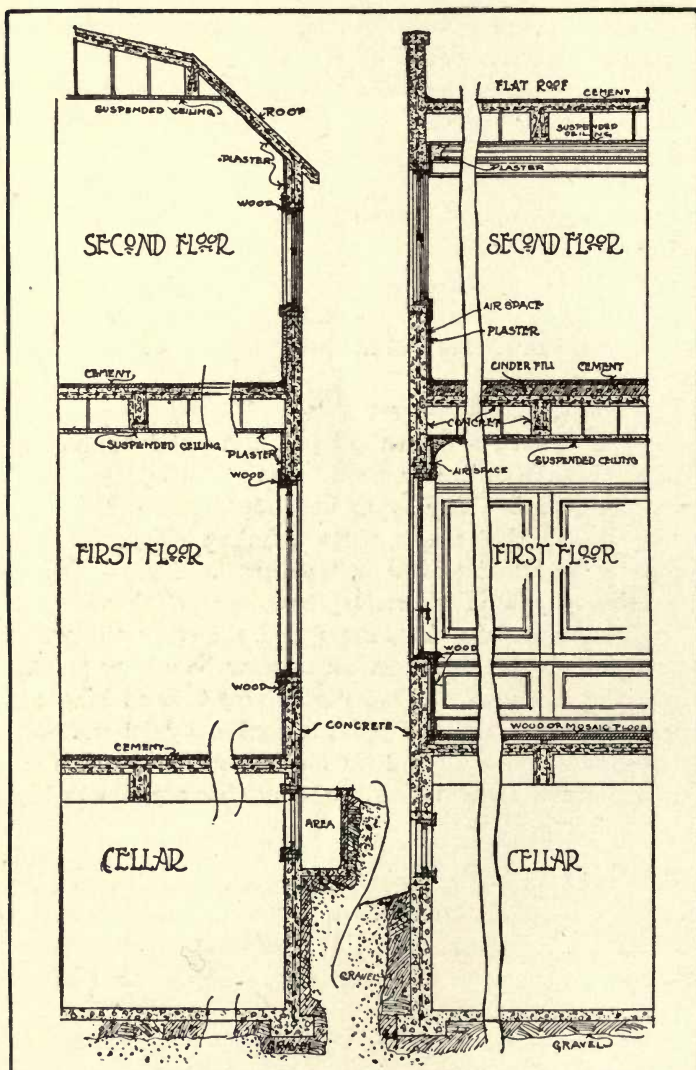 SUSPENDED CEILING
ROOF
PLASTER
WOOD
SECOND FLOOR
CEMENT
SUSPENDED CEILING
PLASTER
WOOD
FIRST FLOOR
WOOD
CEMENT
CONCRETE
AREA
CELLAR
GRAVEL
GRAVEL
FLAT ROOF
CEMENT
SUSPENDED
CEILING
PLASTER
SECOND FLOOR
AIR SPACE
PLASTER
CINDER FILL
CEMENT
CONCRETE
SUSPENDED CEILING
AIR SPACE
FIRST FLOOR
WOOD
WOOD OR MOSAIC FLOOR
CELLAR
GRAVEL